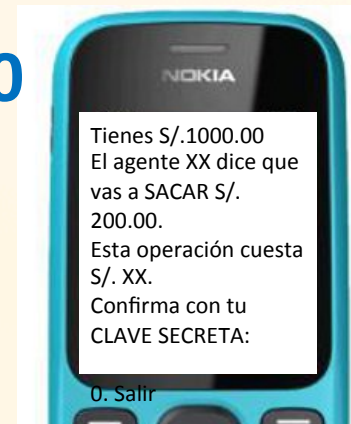 0
NOKIA
Tienes S/.1000.00
El agente XX dice que
vas a SACAR S/.
200.00.
Esta operación cuesta
S/. XX.
Confirma con tu
CLAVE SECRETA:
0. Salir